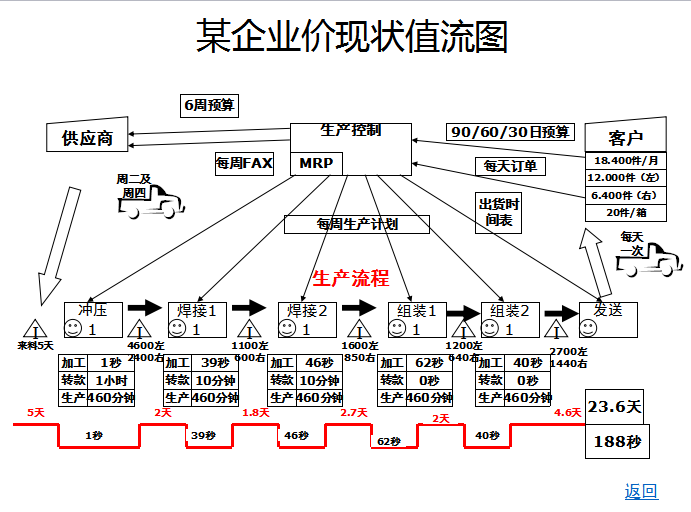 某企业价现状值流图
6周预算
供应商
生产控制
MRP
90/60/30日预算
客户
18.400件/月
12.000件（左）
6.400件（右）
20件/箱
每周FAX
每天订单
周二及
周四
出货时
间表
每周生产计划
每天
一次
生产流程
冲压
1
焊接1
1
焊接2
1
组装1
1
组装2
1
发送
I
I
I
I
I
I
来料5天
4600左
2400右
1100左
600右
1600左
850右
1200左
640右
2700左
1440右
加工 1秒
转款 1小时
生产 460分钟
加工 39秒
转款 10分钟
生产 460分钟
加工 46秒
转款 10分钟
生产 460分钟
加工 62秒
转款 0秒
生产 460分钟
加工 40秒
转款 0秒
生产 460分钟
5天
2天
1.8天
2.7天
2天
4.6天
23.6天
1秒
39秒
46秒
62秒
40秒
188秒
返回